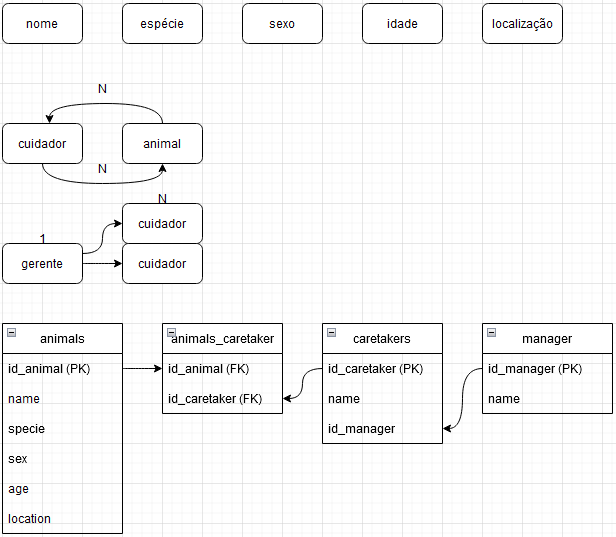 nome
espécie
sexo
idade
localização
N
cuidador
animal
N
N
cuidador
1
gerente
cuidador
animals
id_animal (PK)
name
specie
sex
age
location
animals_caretaker
id_animal (FK)
id_caretaker (FK)
caretakers
id_caretaker (PK)
name
id_manager
manager
id_manager (PK)
name